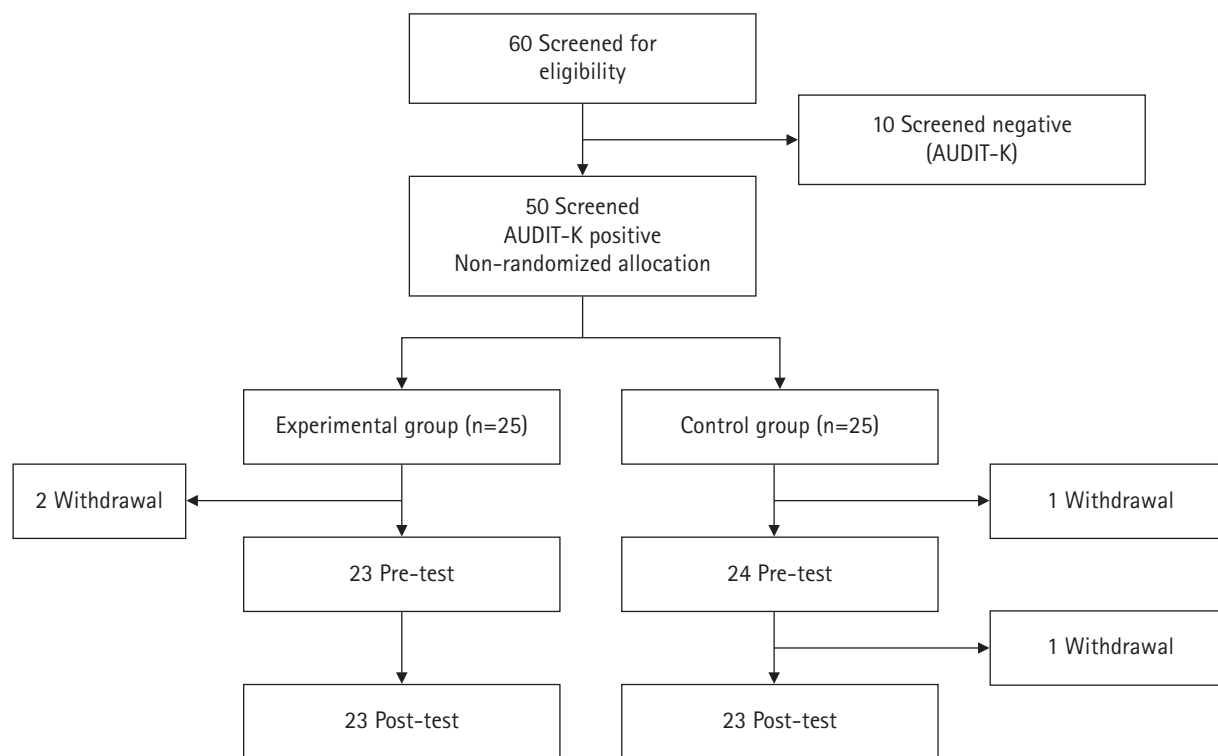 60 Screened for
eligibility
10 Screened negative
(AUDIT-K)
50 Screened
AUDIT-K positive
Non-randomized allocation
Experimental group (n=25)
Control group (n=25)
2 Withdrawal
1 Withdrawal
23 Pre-test
24 Pre-test
1 Withdrawal
23 Post-test
23 Post-test